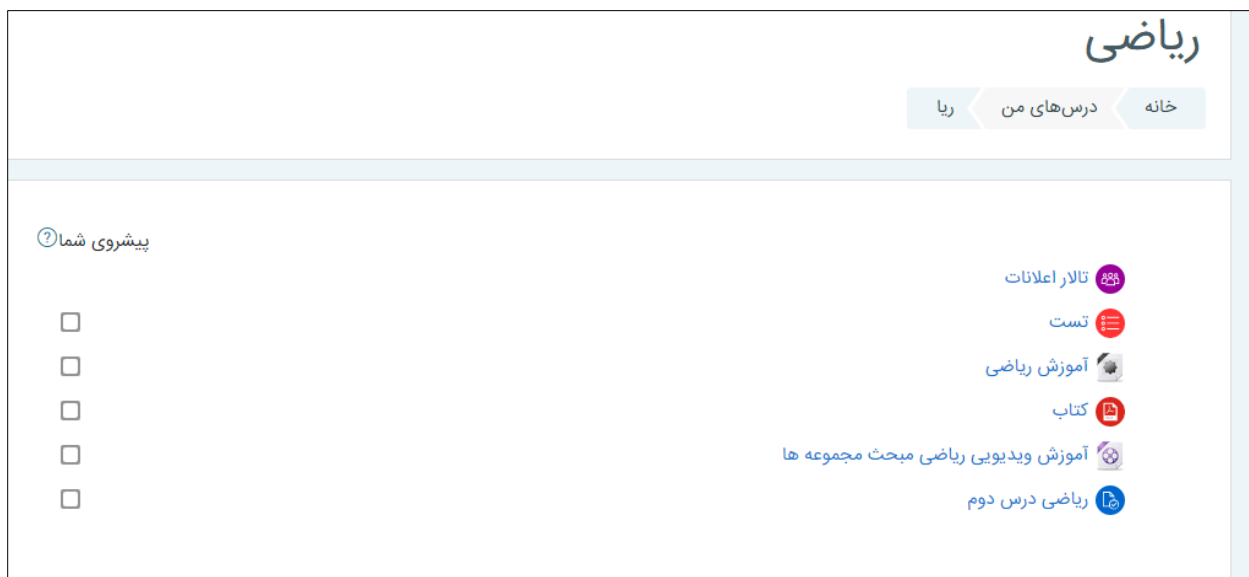 ریاضی
خانه درس‌های من ریا
پیشروی شما
تالار اعلانات
تست
آموزش ریاضی
کتاب
آموزش ویدیویی ریاضی مبحث مجموعه ها
ریاضی درس دوم